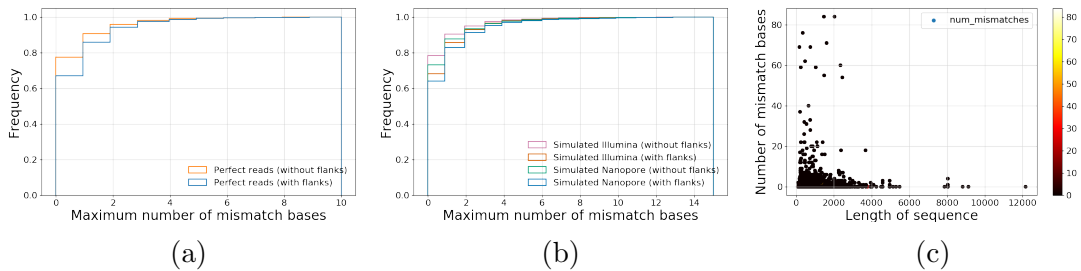 1.0
0.8
0.6
0.4
0.2
0.0
Frequency
0 2 4 6 8 10
Maximum number of mismatch bases
Perfect reads (without flanks)
Perfect reads (with flanks)
(a)
1.0
0.8
0.6
0.4
0.2
0.0
Frequency
0 2 4 6 8 10 12 14
Maximum number of mismatch bases
Simulated Illumina (without flanks)
Simulated Illumina (with flanks)
Simulated Nanopore (without flanks)
Simulated Nanopore (with flanks)
(b)
80
60
40
20
0
Number of mismatch bases
0 2000 4000 6000 8000 10000 12000
Length of sequence
num_mismatches
80
70
60
50
40
30
20
10
0
(c)